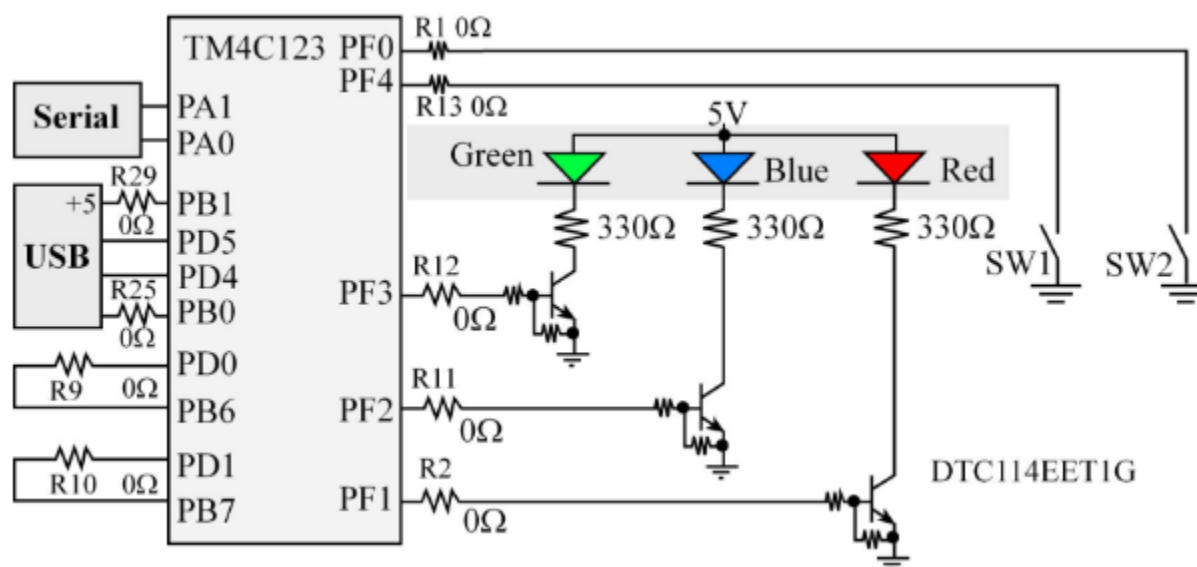 TM4C123
Serial
PA1
PA0
R29
0Ω
+5
USB
PB1
PD5
PD4
R25
0Ω
PB0
R9 0Ω
PD0
PB6
R10 0Ω
PD1
PB7
PF0
R1 0Ω
PF4
R13 0Ω
5V
Green
Blue
Red
330Ω
330Ω
330Ω
SW1
SW2
PF3
R12
0Ω
PF2
R11
0Ω
PF1
R2
0Ω
DTC114EET1G